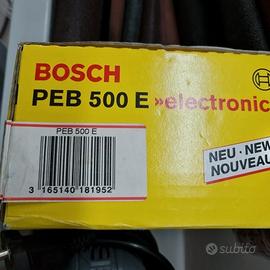 BOSCH
PEB 500 E »electronic
PEB 500 E
3 165140 181952
NEU · NEW
NOUVEAU
subito